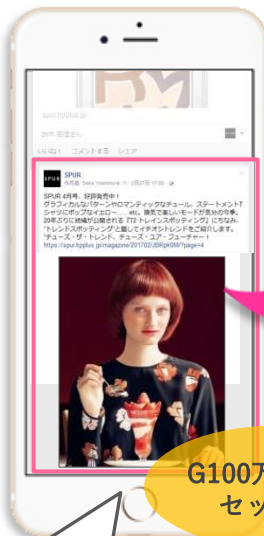 spur.hpplus.jp
いいね！ コメントする シェア
SPUR
SPUR
SPUR 4月号、好評発売中！
グラフィカルなパターンやロマンティックなチュール、ステートメントT
シャツにポップなイエロー……etc. 陽気で楽しいモードが気分の今季。
20年ぶりに続編が公開される『T2 トレインスポッティング』にちなみ、
"トレンドスポッティング"と題してイチオシトレンドをご紹介します。
"チューズ・ザ・トレンド、チューズ・ユア・フューチャー！
https://spur.hpplus.jp/magazine/201702/JBRpk0M/?page=4
G100万
セッ